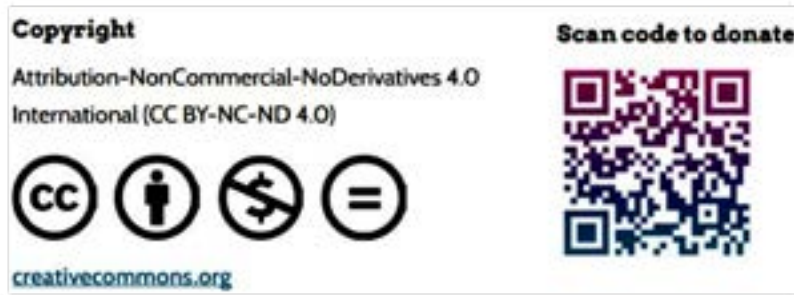 Copyright
Attribution-NonCommercial-NoDerivatives 4.0
International (CC BY-NC-ND 4.0)
cc $ =
creativecommons.org
Scan code to donate